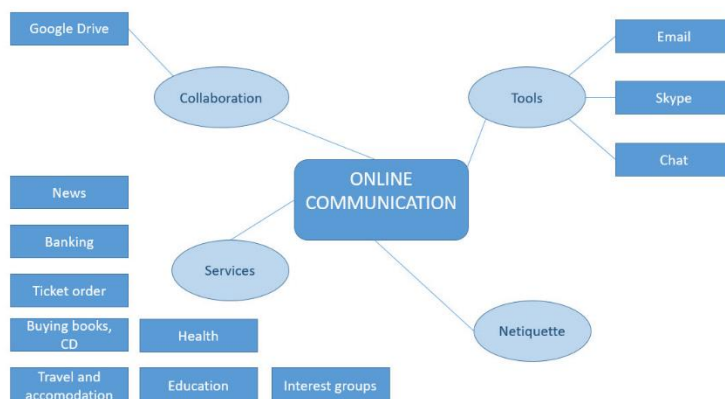 Google Drive
Email
Collaboration
Tools
Skype
Chat
ONLINE
COMMUNICATION
News
Banking
Services
Ticket order
Buying books,
CD
Health
Netiquette
Travel and
accomodation
Education
Interest groups